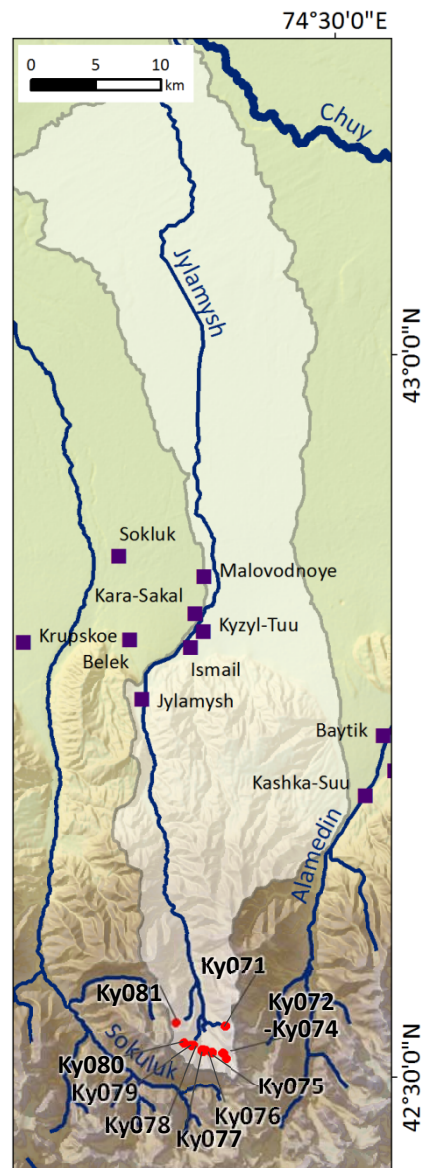 74°30'0"E
0 5 10
km
Chuy
Jylamysh
43°0'0"N
Sokluk
Malovodnoye
Kara-Sakal
Kyzyl-Tuu
Krupskoe
Belek
Ismail
Jylamysh
Baytik
Kashka-Suu
Alamedin
Ky071
Ky081
Ky072
-Ky074
Sokuluk
Ky080
Ky075
Ky079
Ky076
Ky078
Ky077
42°30'0"N